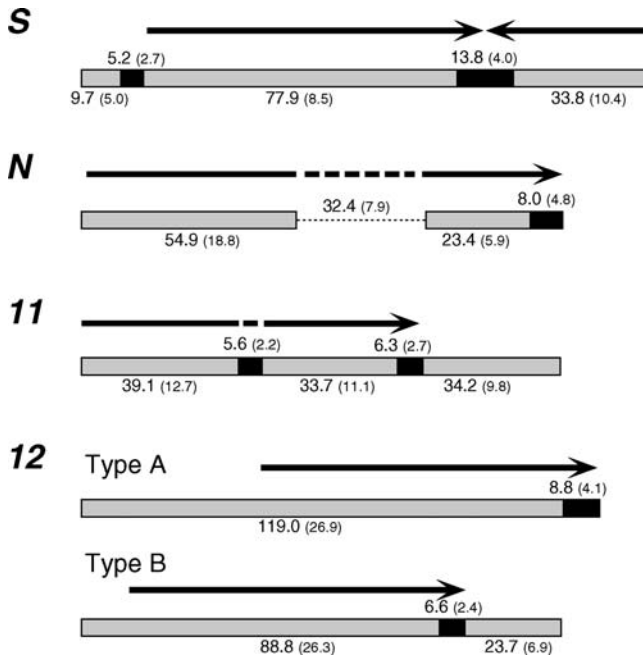 S
5.2 (2.7) 13.8 (4.0)
9.7 (5.0) 77.9 (8.5) 33.8 (10.4)
N
32.4 (7.9) 8.0 (4.8)
54.9 (18.8) 23.4 (5.9)
11
5.6 (2.2) 6.3 (2.7)
39.1 (12.7) 33.7 (11.1) 34.2 (9.8)
12 Type A
8.8 (4.1)
119.0 (26.9)
Type B
6.6 (2.4)
88.8 (26.3) 23.7 (6.9)